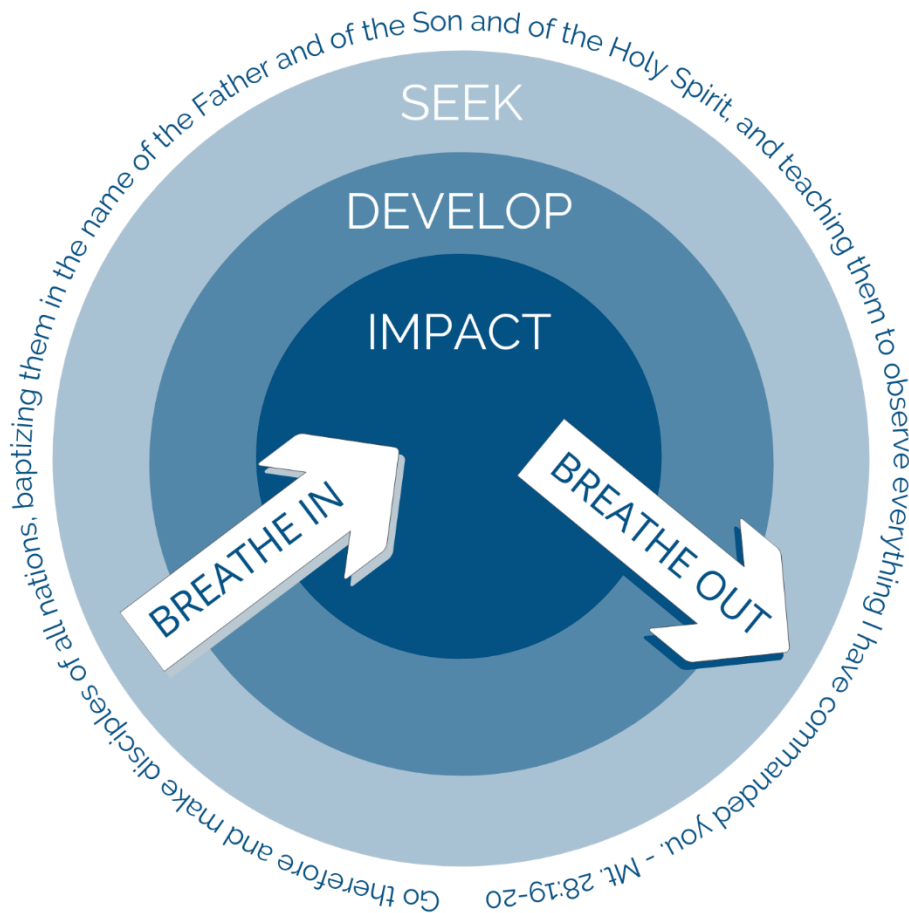 Go therefore and make disciples of all nations, baptizing them in the name of the Father and of the Son and of the Holy Spirit, and teaching them to observe everything I have commanded you. - Mt. 28:19-20
SEEK
DEVELOP
IMPACT
BREATHE IN
BREATHE OUT